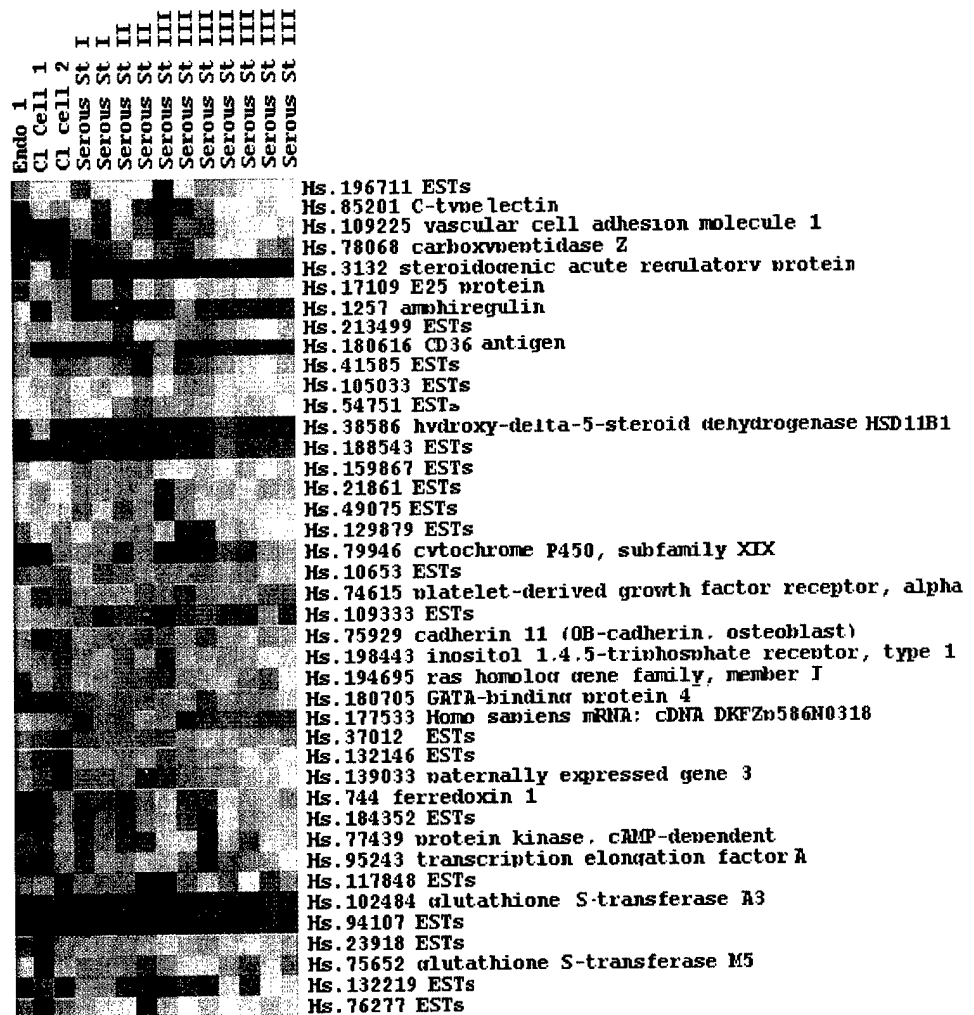 Endo 1
Cl Cell 1
Cl cell 2
Serous St I
Serous St I
Serous St II
Serous St II
Serous St III
Serous St III
Serous St III
Serous St III
Serous St III
Serous St III
Serous St III
Hs.196711 ESTs
Hs.85201 C-type lectin
Hs.109225 vascular cell adhesion molecule 1
Hs.78068 carboxypeptidase Z
Hs.3132 steroidogenic acute regulatory protein
Hs.17109 E25 protein
Hs.1257 amphiregulin
Hs.213499 ESTs
Hs.180616 CD36 antigen
Hs.41585 ESTs
Hs.105033 ESTs
Hs.54751 ESTs
Hs.38586 hydroxy-delta-5-steroid dehydrogenase HSD11B1
Hs.188543 ESTs
Hs.159867 ESTs
Hs.21861 ESTs
Hs.49075 ESTs
Hs.129879 ESTs
Hs.79946 cytochrome P450, subfamily XIX
Hs.10653 ESTs
Hs.74615 platelet-derived growth factor receptor, alpha
Hs.109333 ESTs
Hs.75929 cadherin 11 (OB-cadherin, osteoblast)
Hs.198443 inositol 1,4,5-triphosphate receptor, type 1
Hs.194695 ras homolog gene family, member I
Hs.180705 GATA-binding protein 4
Hs.177533 Homo sapiens mRNA; cDNA DKFZp586N0318
Hs.37012 ESTs
Hs.132146 ESTs
Hs.139033 paternally expressed gene 3
Hs.744 ferredoxin 1
Hs.184352 ESTs
Hs.77439 protein kinase, cAMP-dependent
Hs.95243 transcription elongation factor A
Hs.117848 ESTs
Hs.102484 glutathione S-transferase A3
Hs.94107 ESTs
Hs.23918 ESTs
Hs.75652 glutathione S-transferase M5
Hs.132219 ESTs
Hs.76277 ESTs